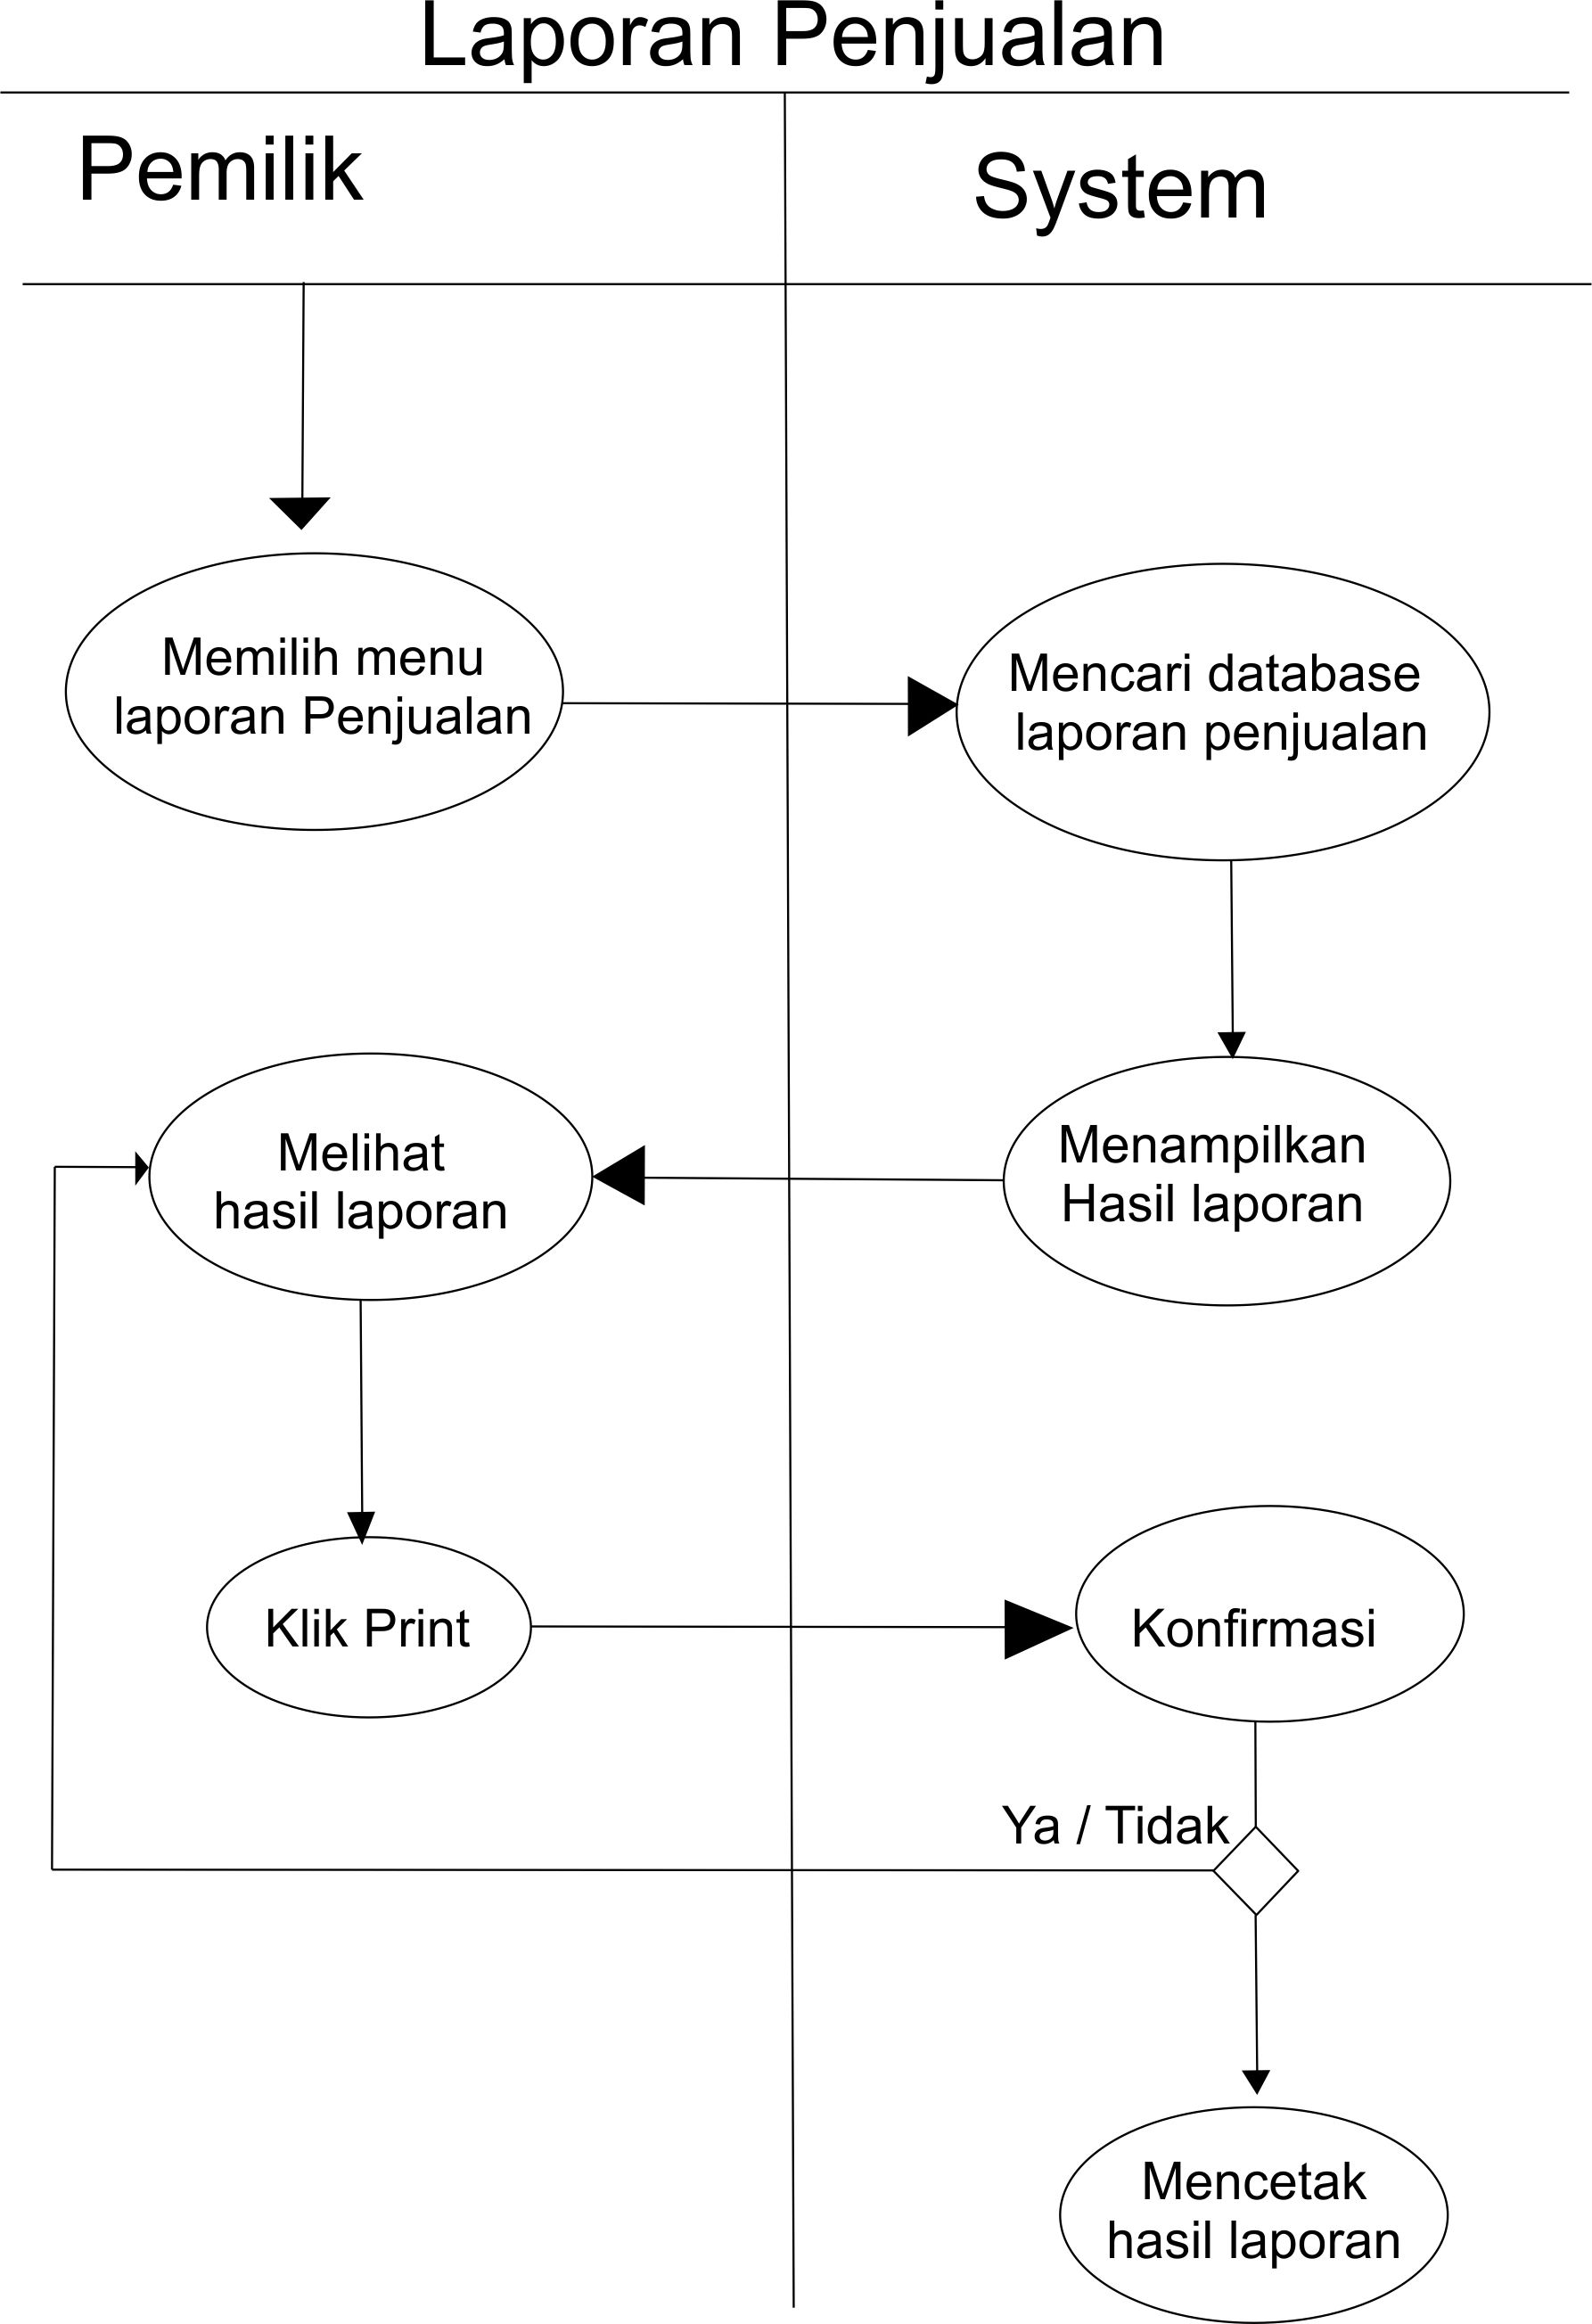 Laporan Penjualan
Pemilik
System
Memilih menu
laporan Penjualan
Mencari database
laporan penjualan
Melihat
hasil laporan
Menampilkan
Hasil laporan
Klik Print
Konfirmasi
Ya / Tidak
Mencetak
hasil laporan